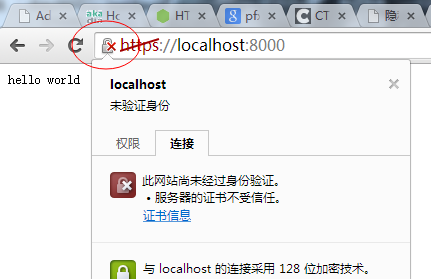 Ad
aka
Ho
HT
pf
CT
隐
https://localhost:8000
hello world
localhost
未验证身份
权限
连接
此网站尚未经过身份验证。
• 服务器的证书不受信任。
证书信息
与 localhost 的连接采用 128 位加密技术。